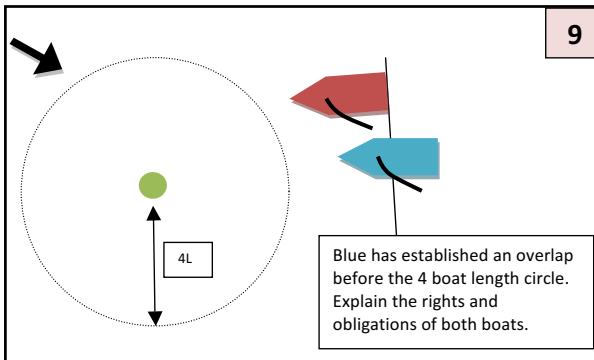 9
4L
Blue has established an overlap
before the 4 boat length circle.
Explain the rights and
obligations of both boats.